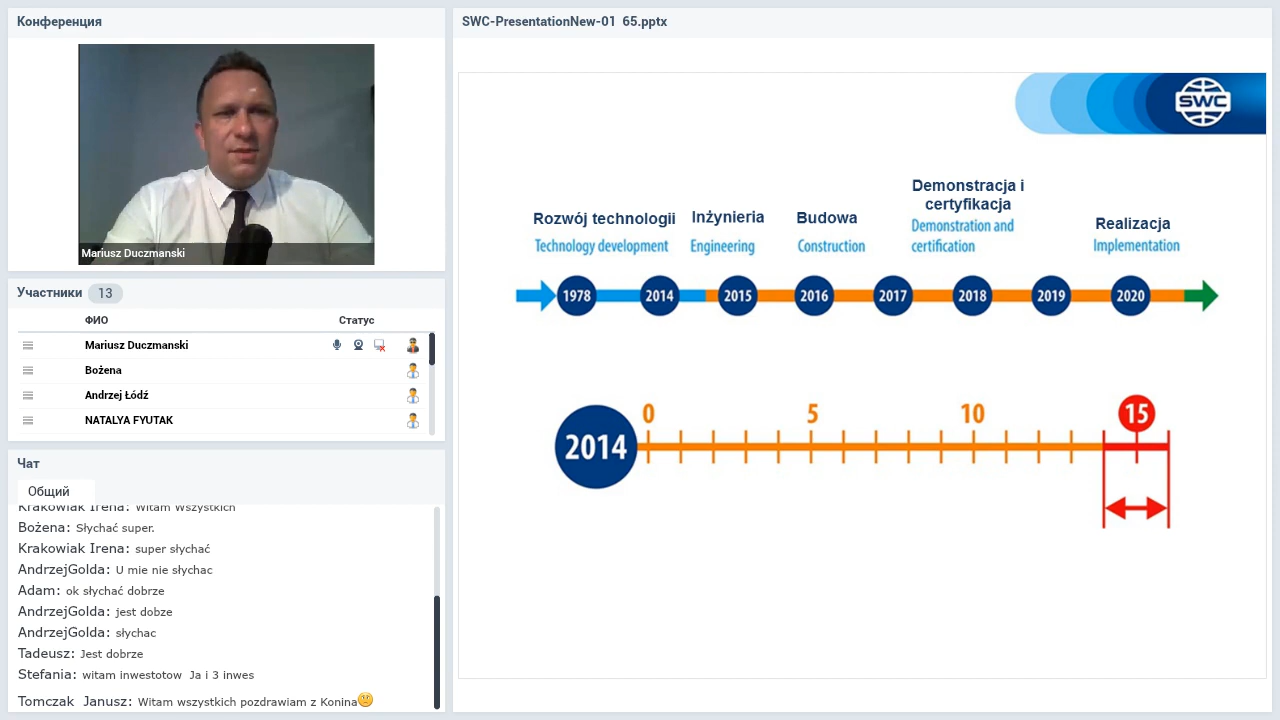 Конференция
Mariusz Duczmanski
Участники 13
ФИО Статус
Mariusz Duczmanski
Bożena
Andrzej Łódź
NATALYA FYUTAK
Чат
Общий
Krakowiak Irena: Witam Wszystkich
Bożena: Słychać super.
Krakowiak Irena: super słychać
AndrzejGolda: U mie nie słychac
Adam: ok słychać dobrze
AndrzejGolda: jest dobze
AndrzejGolda: słychac
Tadeusz: Jest dobrze
Stefania: witam inwestotow Ja i 3 inwes
Tomczak Janusz: Witam wszystkich pozdrawiam z Konina
SWC-PresentationNew-01 65.pptx
SWC
Rozwój technologii
Technology development
Inżynieria
Engineering
Budowa
Construction
Demonstracja i
certyfikacja
Demonstration and
certification
Realizacja
Implementation
1978 2014 2015 2016 2017 2018 2019 2020
2014 0 5 10 15